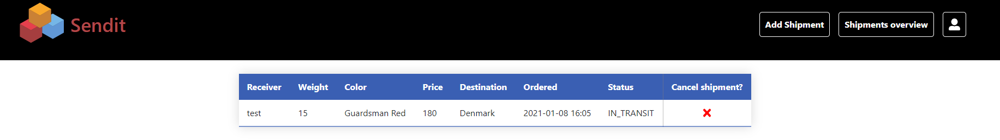 Sendit
Add Shipment Shipments overview
Receiver Weight Color Price Destination Ordered Status Cancel shipment?
test 15 Guardsman Red 180 Denmark 2021-01-08 16:05 IN_TRANSIT